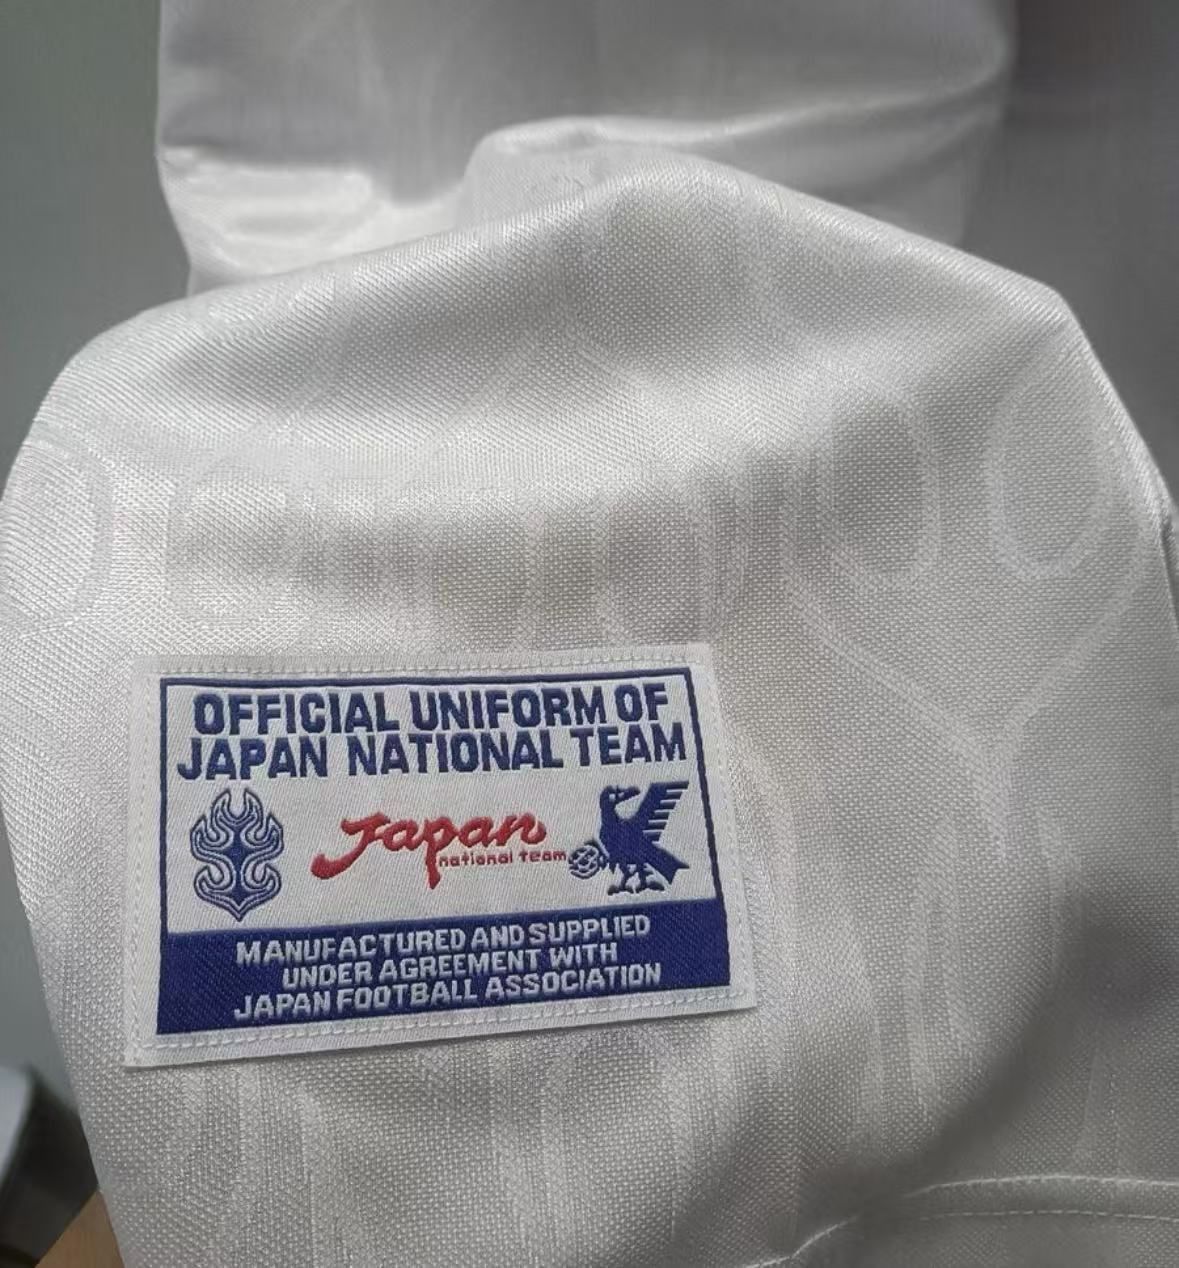 OFFICIAL UNIFORM OF
JAPAN NATIONAL TEAM
Japan
national team
MANUFACTURED AND SUPPLIED
UNDER AGREEMENT WITH
JAPAN FOOTBALL ASSOCIATION